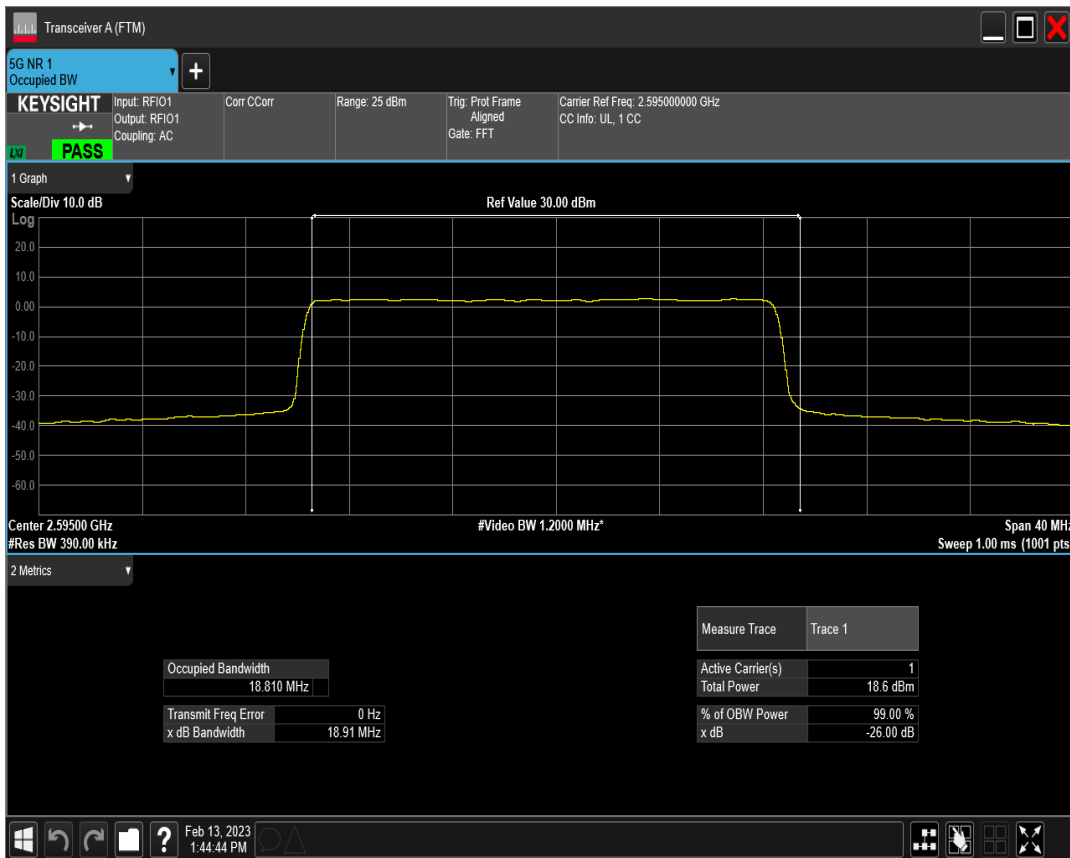 Transceiver A (FTM)
5G NR 1
Occupied BW
+
KEYSIGHT
LXI
PASS
Input: RFIO1
Output: RFIO1
Coupling: AC
Corr CCorr
Range: 25 dBm
Trig: Prot Frame
Aligned
Gate: FFT
Carrier Ref Freq: 2.595000000 GHz
CC Info: UL, 1 CC
1 Graph
Scale/Div 10.0 dB
Ref Value 30.00 dBm
Log
20.0
10.0
0.00
-10.0
-20.0
-30.0
-40.0
-50.0
-60.0
Center 2.59500 GHz
#Video BW 1.2000 MHz*
Span 40 MHz
#Res BW 390.00 kHz
Sweep 1.00 ms (1001 pts
2 Metrics
Measure Trace
Trace 1
Occupied Bandwidth
18.810 MHz
Active Carrier(s)
1
Total Power
18.6 dBm
Transmit Freq Error
0 Hz
x dB Bandwidth
18.91 MHz
% of OBW Power
99.00 %
x dB
-26.00 dB
?
Feb 13, 2023
1:44:44 PM